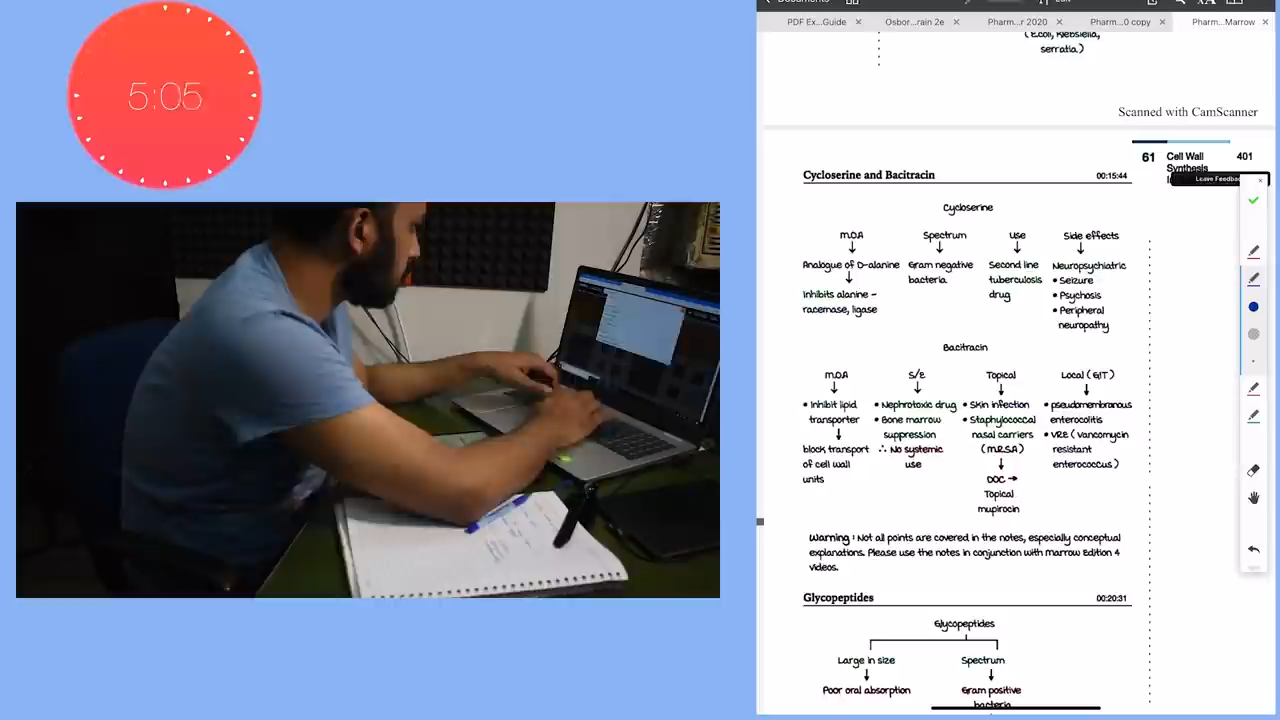 5:05
Documents
PDF Ex...Guide
Osbor...rain 2e
Pharm...r 2020
Pharm...0 copy
Pharm...Marrow
(Ecoli, Klebsiella,
serratia.)
Scanned with CamScanner
61 Cell Wall 401
Synthesis
Leave Feedbac
Cycloserine and Bacitracin 00:15:44
Cycloserine
M.O.A Spectrum Use Side effects
Analogue of D-alanine Gram negative Second line Neuropsychiatric
bacteria. tuberculosis • Seizure
Inhibits alanine - drug • Psychosis
racemase, ligase • Peripheral
neuropathy
Bacitracin
M.O.A S/E Topical Local (GIT)
• Inhibit lipid • Nephrotoxic drug • Skin infection • pseudomembranous
transporter • Bone marrow • Staphylococcal enterocolitis
suppression nasal carriers • VRE (Vancomycin
block transport ∴ No systemic (MRSA) resistant
of cell wall use enterococcus)
units DOC →
Topical
mupirocin
Warning : Not all points are covered in the notes, especially conceptual
explanations. Please use the notes in conjunction with Marrow Edition 4
videos.
Glycopeptides 00:20:31
Glycopeptides
Large in size Spectrum
Poor oral absorption Gram positive
bacteria